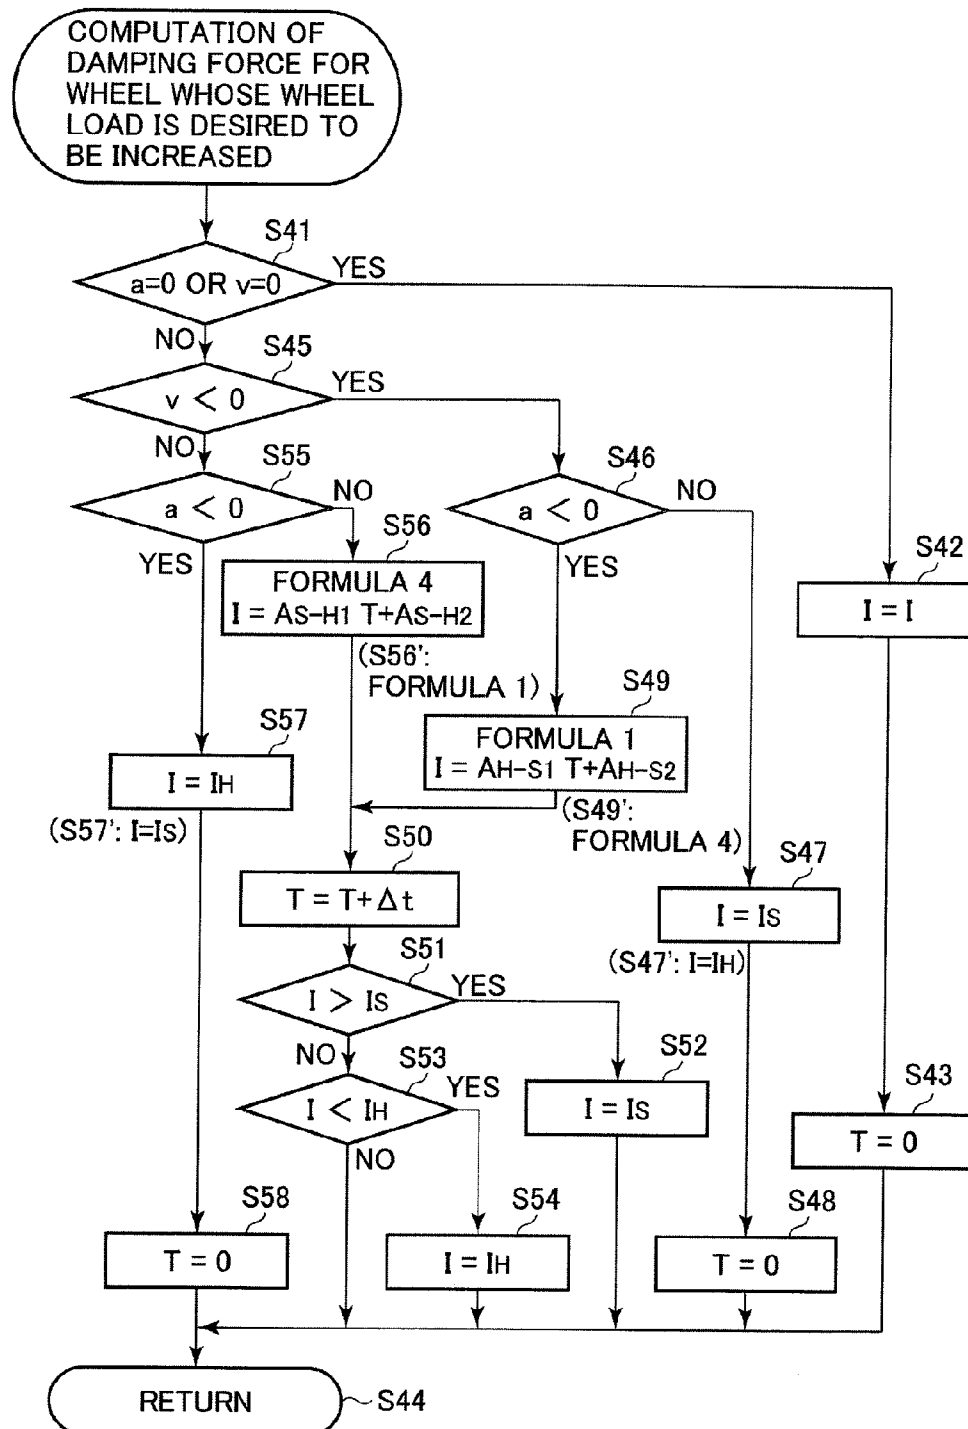 COMPUTATION OF
DAMPING FORCE FOR
WHEEL WHOSE WHEEL
LOAD IS DESIRED TO
BE INCREASED
S41
a=0 OR v=0
YES
NO
S45
v < 0
YES
NO
S55
a < 0
NO
YES
S46
a < 0
NO
YES
S56
FORMULA 4
I = AS-H1 T+AS-H2
(S56':
FORMULA 1)
S42
I = I
S49
FORMULA 1
I = AH-S1 T+AH-S2
(S49':
FORMULA 4)
S57
I = IH
(S57': I=IS)
S50
T = T+Δt
S47
I = IS
(S47': I=IH)
S51
I > IS
YES
NO
S52
I = IS
S53
I < IH
YES
NO
S43
T = 0
S58
T = 0
S54
I = IH
S48
T = 0
RETURN
S44